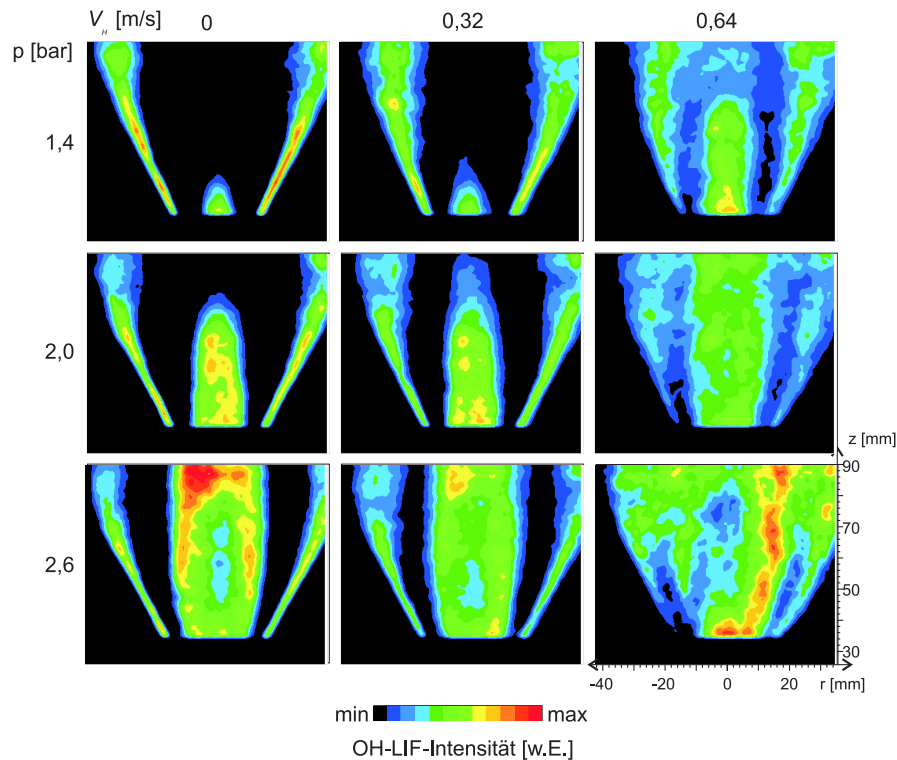 V_H [m/s] 0 0,32 0,64
p [bar]
1,4
2,0
z [mm]
90
70
2,6
50
30
-40 -20 0 20 r [mm]
min max
OH-LIF-Intensität [w.E.]